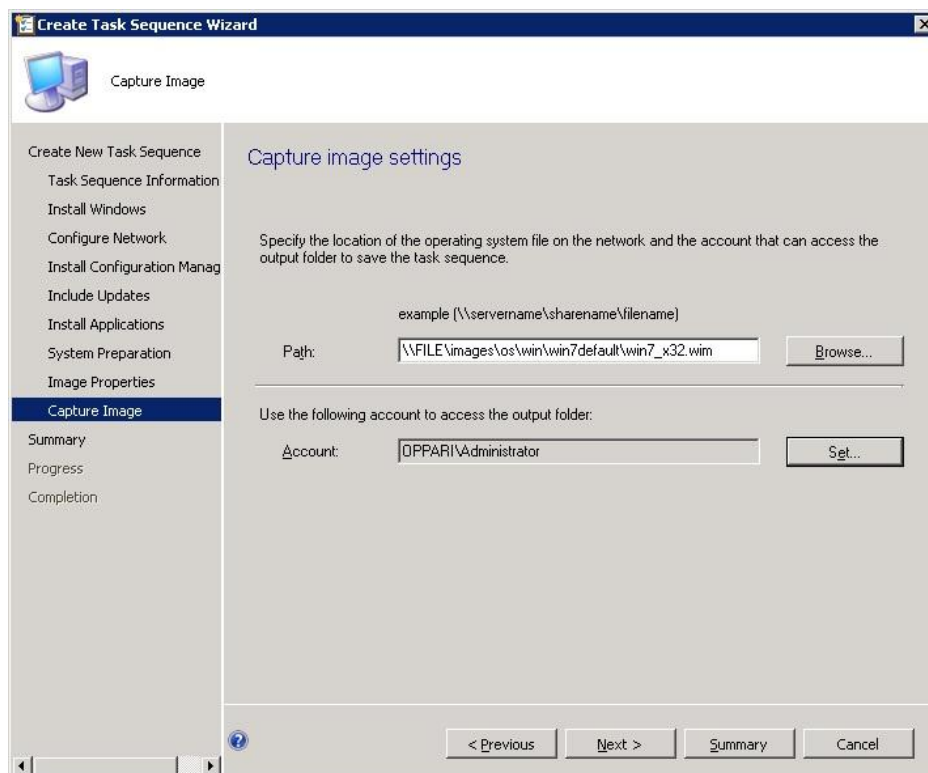 Create Task Sequence Wizard
Capture Image
Create New Task Sequence
Task Sequence Information
Install Windows
Configure Network
Install Configuration Manag
Include Updates
Install Applications
System Preparation
Image Properties
Capture Image
Summary
Progress
Completion
Capture image settings
Specify the location of the operating system file on the network and the account that can access the
output folder to save the task sequence.
example (\\servername\sharename\filename)
Path: \\FILE\images\os\win\win7default\win7_x32.wim Browse...
Use the following account to access the output folder:
Account: OPPARI\Administrator Set...
< Previous Next > Summary Cancel